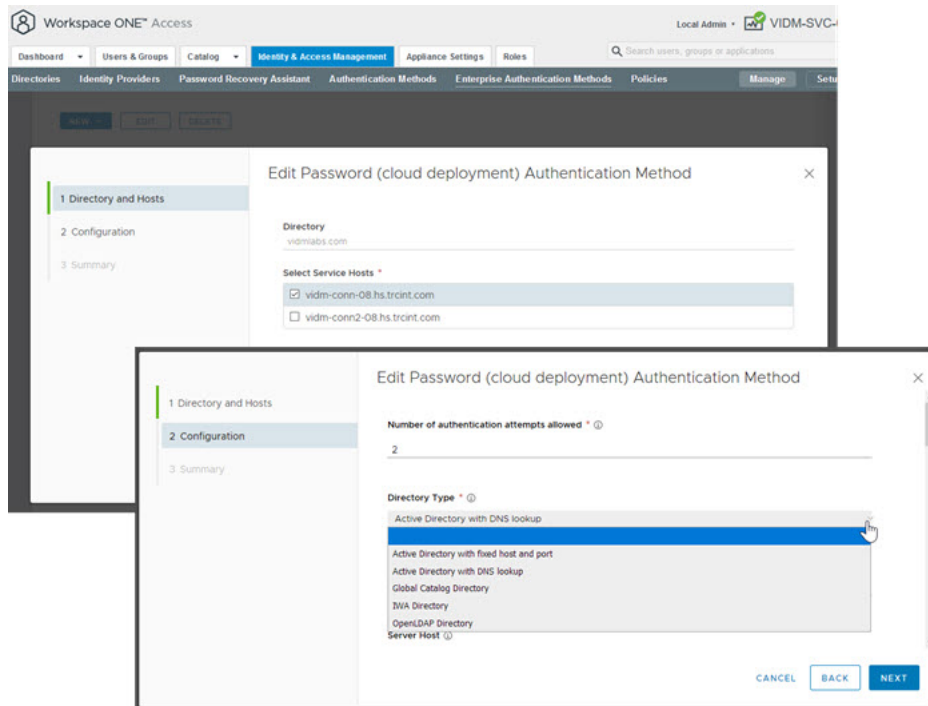 Workspace ONE™ Access
Local Admin
VIDM-SVC-
Dashboard Users & Groups Catalog Identity & Access Management Appliance Settings Roles
Search users, groups or applications
Directories Identity Providers Password Recovery Assistant Authentication Methods Enterprise Authentication Methods Policies Manage Setu
NEW EDIT DELETE
Edit Password (cloud deployment) Authentication Method
1 Directory and Hosts
2 Configuration
3 Summary
Directory
vidmlabs.com
Select Service Hosts *
vidm-conn-08.hs.trcint.com
vidm-conn2-08.hs.trcint.com
Edit Password (cloud deployment) Authentication Method
1 Directory and Hosts
2 Configuration
3 Summary
Number of authentication attempts allowed *
2
Directory Type *
Active Directory with DNS lookup
Active Directory with fixed host and port
Active Directory with DNS lookup
Global Catalog Directory
IWA Directory
OpenLDAP Directory
Server Host
CANCEL BACK NEXT